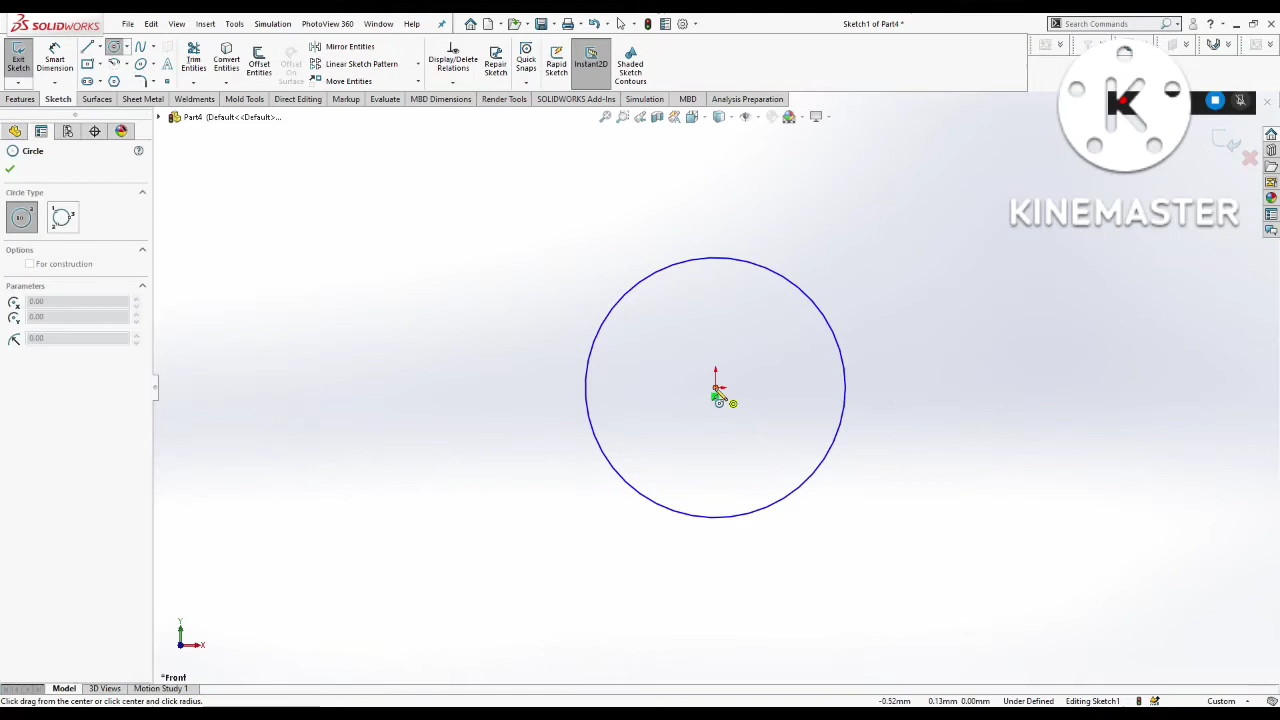 SOLIDWORKS File Edit View Insert Tools Simulation PhotoView 360 Window Help Sketch1 of Part4 * Search Commands
Exit Sketch
Smart Dimension
Trim Entities
Convert Entities
Offset Entities
Offset On Surface
Mirror Entities
Linear Sketch Pattern
Move Entities
Display/Delete Relations
Repair Sketch
Quick Snaps
Rapid Sketch
Instant2D
Shaded Sketch Contours
Features Sketch Surfaces Sheet Metal Weldments Mold Tools Direct Editing Markup Evaluate MBD Dimensions Render Tools SOLIDWORKS Add-Ins Simulation MBD Analysis Preparation
Part4 (Default<<Default>...
K
KINEMASTER
Circle
Circle Type
Options
For construction
Parameters
0.00
0.00
0.00
Y
X
*Front
Model 3D Views Motion Study 1
Click drag from the center or click center and click radius. -0.52mm 0.13mm 0.00mm Under Defined Editing Sketch1 Custom